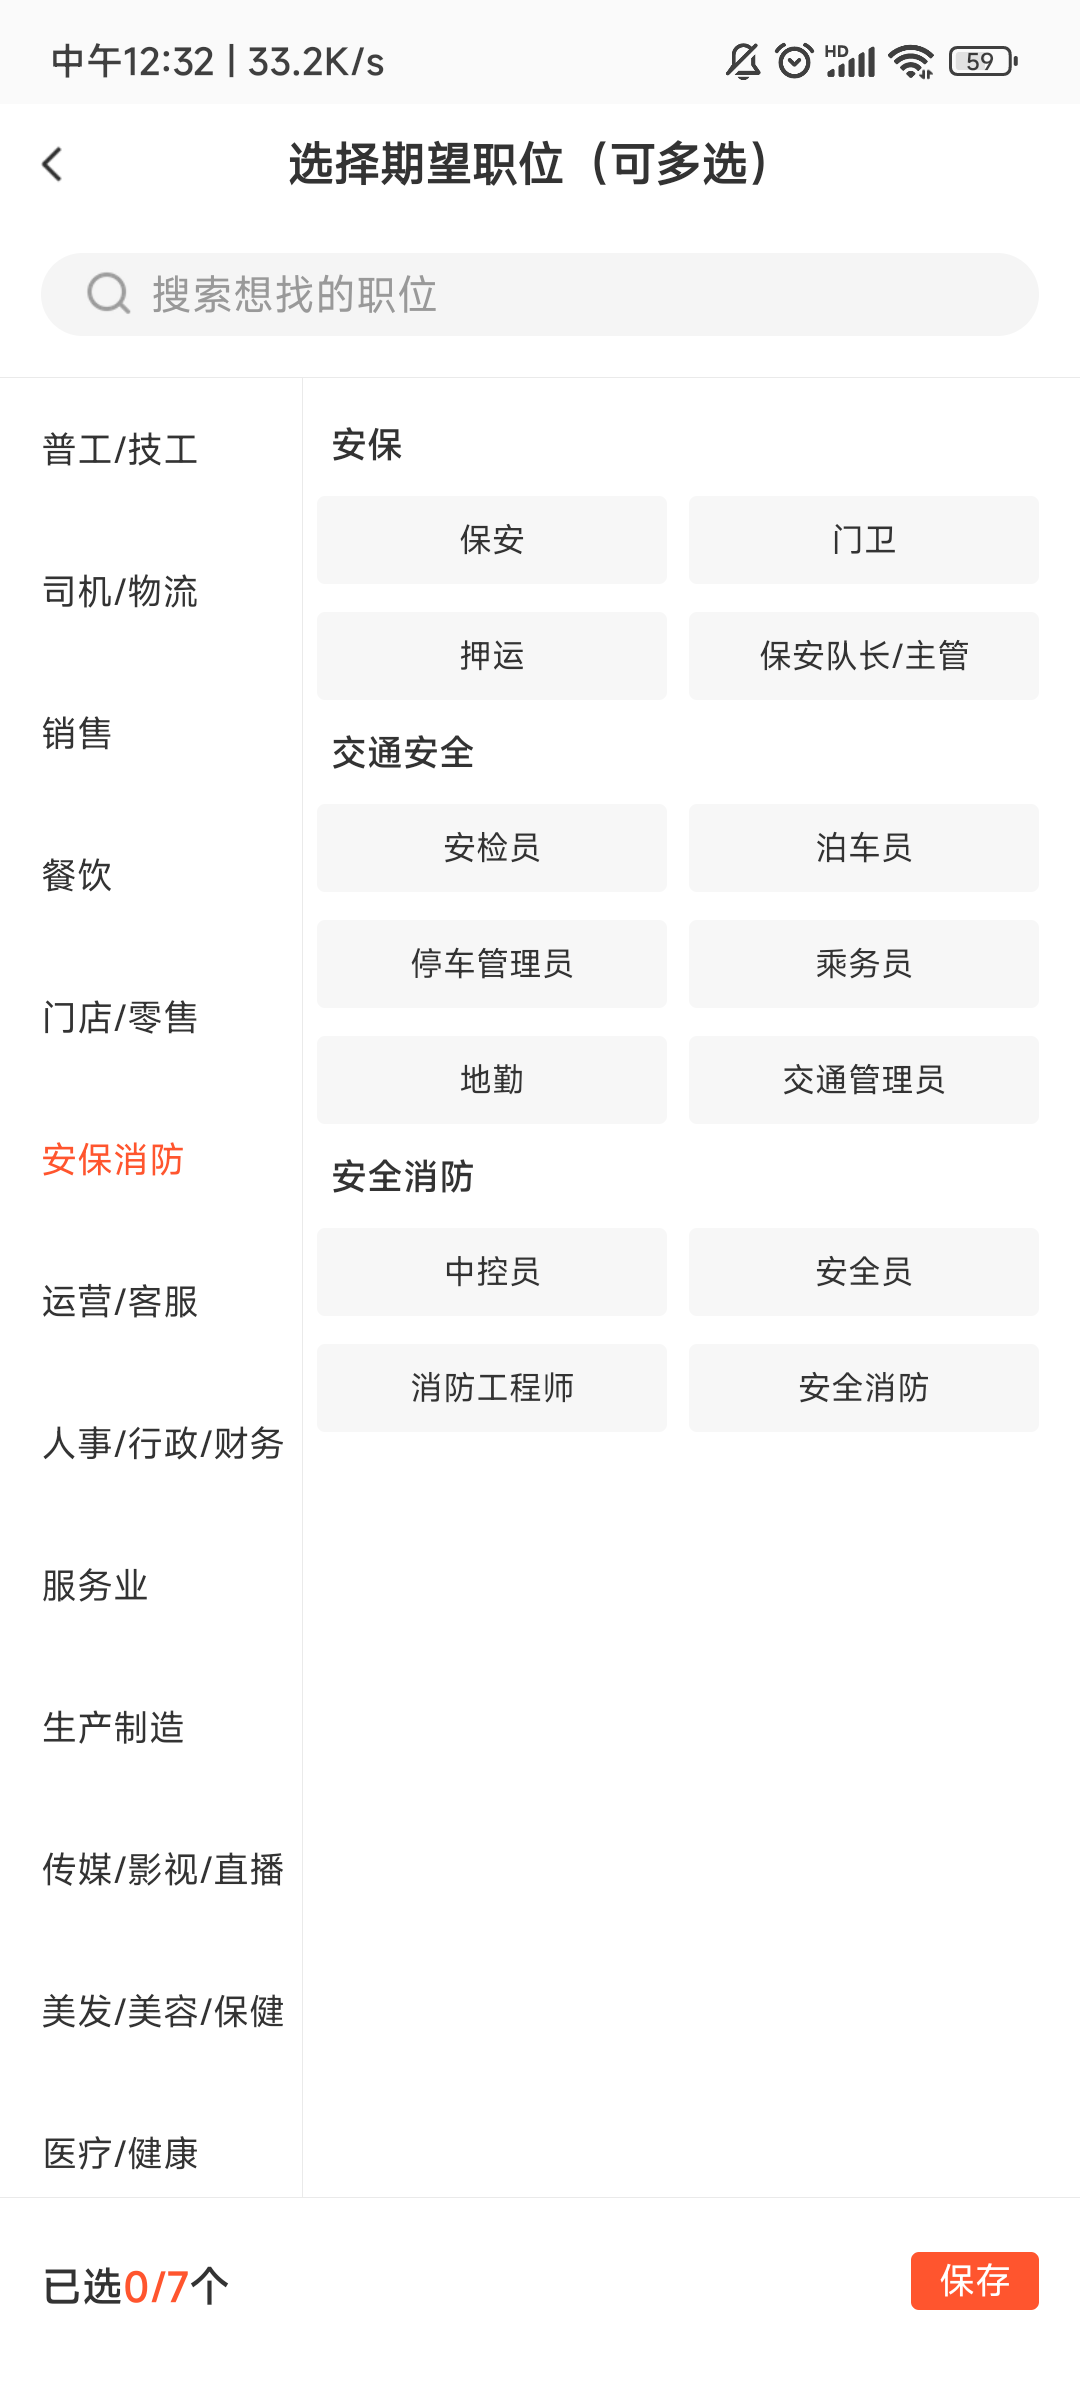 中午12:32 | 33.2K/s
HD
59
选择期望职位（可多选）
搜索想找的职位
普工/技工
司机/物流
销售
餐饮
门店/零售
安保消防
运营/客服
人事/行政/财务
服务业
生产制造
传媒/影视/直播
美发/美容/保健
医疗/健康
安保
保安
门卫
押运
保安队长/主管
交通安全
安检员
泊车员
停车管理员
乘务员
地勤
交通管理员
安全消防
中控员
安全员
消防工程师
安全消防
已选0/7个
保存